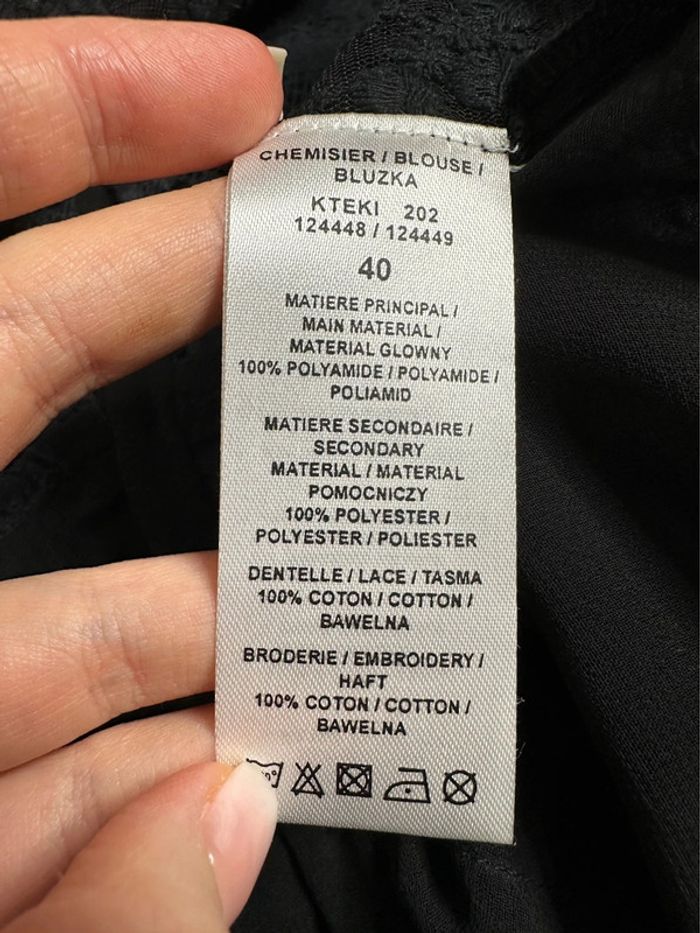 CHEMISIER / BLOUSE /
BLUZKA
KTEKI 202
124448 / 124449
40
MATIERE PRINCIPAL /
MAIN MATERIAL /
MATERIAL GLOWNY
100% POLYAMIDE / POLYAMIDE /
POLIAMID
MATIERE SECONDAIRE /
SECONDARY
MATERIAL / MATERIAL
POMOCNICZY
100% POLYESTER /
POLYESTER / POLIESTER
DENTELLE / LACE / TASMA
100% COTON / COTTON /
BAWELNA
BRODERIE / EMBROIDERY /
HAFT
100% COTON / COTTON /
BAWELNA